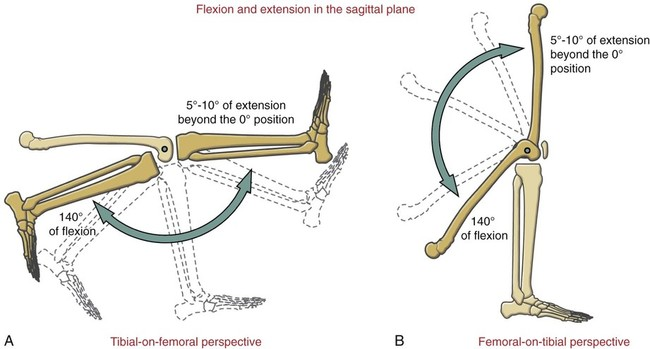 Flexion and extension in the sagittal plane
5°-10° of extension
beyond the 0° position
140°
of flexion
A
Tibial-on-femoral perspective
5°-10° of extension
beyond the 0°
position
140°
of flexion
B
Femoral-on-tibial perspective